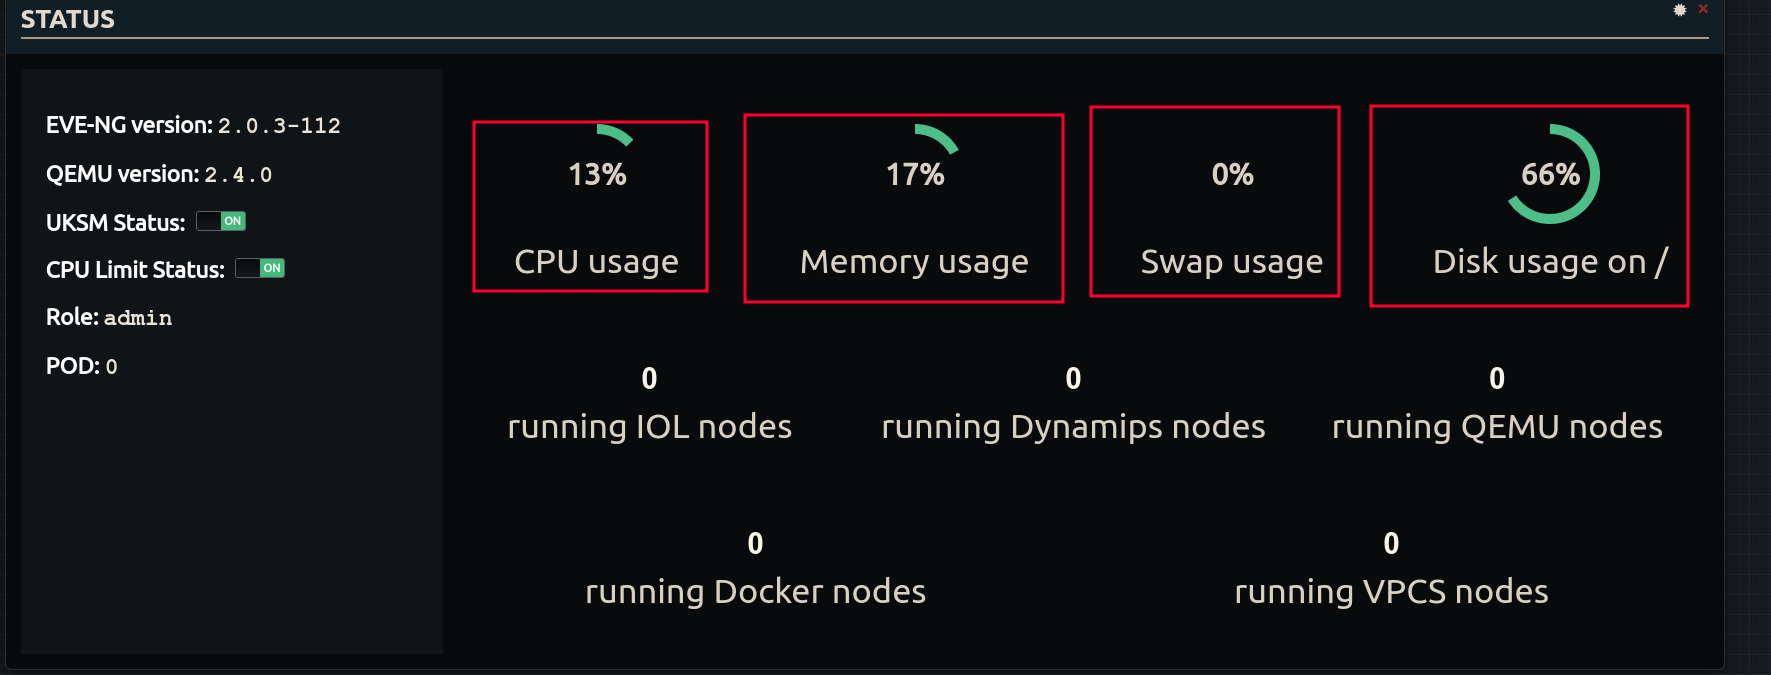 STATUS
EVE-NG version: 2.0.3-112
QEMU version: 2.4.0
UKSM Status: ON
CPU Limit Status: ON
Role: admin
POD: 0
13%
CPU usage
17%
Memory usage
0%
Swap usage
66%
Disk usage on /
0
running IOL nodes
0
running Dynamips nodes
0
running QEMU nodes
0
running Docker nodes
0
running VPCS nodes